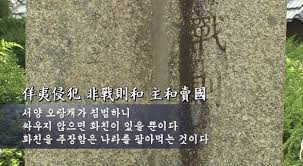 戰則
洋夷侵犯 非戰則和 主和賣國
서양 오랑캐가 침범하니
싸우지 않으면 화친이 있을 뿐이다
화친을 주장함은 나라를 팔아먹는 것이다